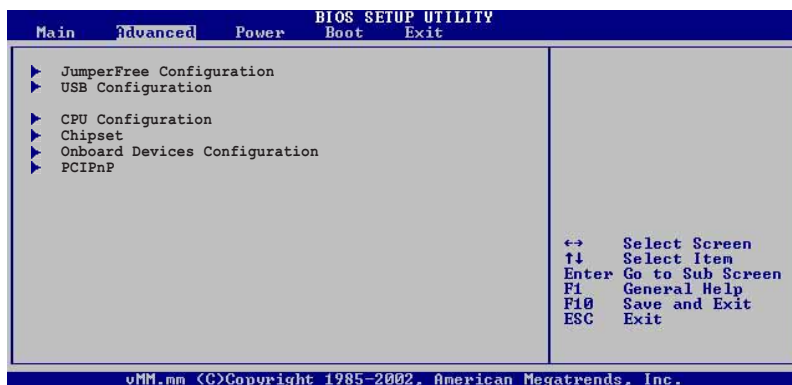 BIOS SETUP UTILITY
Main Advanced Power Boot Exit
JumperFree Configuration
USB Configuration
CPU Configuration
Chipset
Onboard Devices Configuration
PCIPnP
←→ Select Screen
↑↓ Select Item
Enter Go to Sub Screen
F1 General Help
F10 Save and Exit
ESC Exit
vMM.mm (C)Copyright 1985-2002, American Megatrends, Inc.